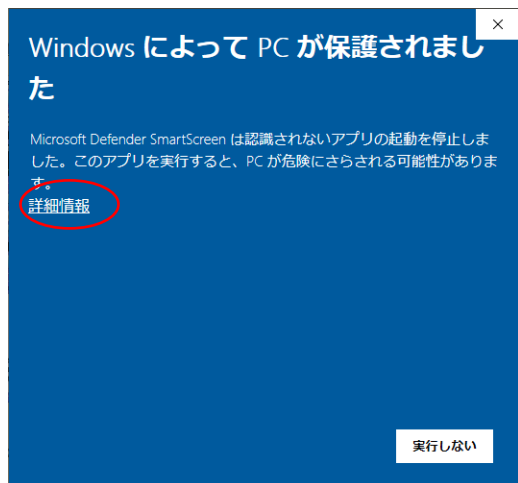 Windows によって PC が保護されまし
た
Microsoft Defender SmartScreen は認識されないアプリの起動を停止しま
した。このアプリを実行すると、PC が危険にさらされる可能性がありま
す。
詳細情報
実行しない